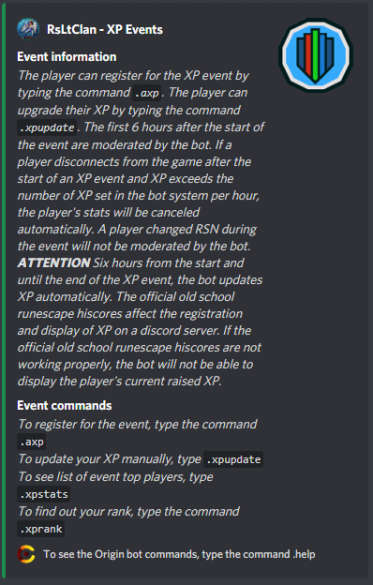 RsLtClan - XP Events
Event information
The player can register for the XP event by
typing the command .axp. The player can
upgrade their XP by typing the command
.xpupdate. The first 6 hours after the start of
the event are moderated by the bot. If a
player disconnects from the game after the
start of an XP event and XP exceeds the
number of XP set in the bot system per hour,
the player's stats will be canceled
automatically. A player changed RSN during
the event will not be moderated by the bot.
ATTENTION Six hours from the start and
until the end of the XP event, the bot updates
XP automatically. The official old school
runescape hiscores affect the registration
and display of XP on a discord server. If the
official old school runescape hiscores are not
working properly, the bot will not be able to
display the player's current raised XP.
Event commands
To register for the event, type the command
.axp
To update your XP manually, type .xpupdate
To see list of event top players, type
.xpstats
To find out your rank, type the command
.xprank
To see the Origin bot commands, type the command .help